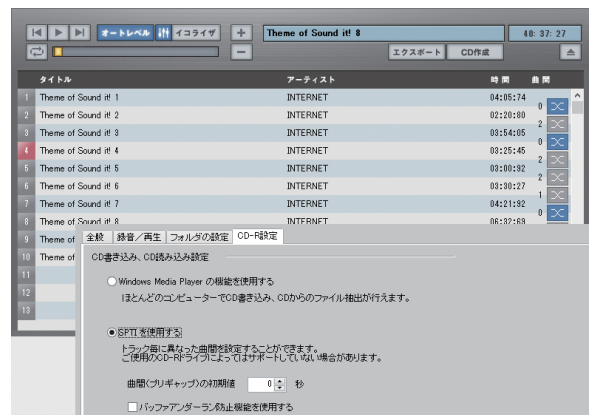 オートレベル イコライザ + Theme of Sound it! 8 40:37:27
− エクスポート CD作成
タイトル アーティスト 時間 曲間
1 Theme of Sound it! 1 INTERNET 04:05:74
0
2 Theme of Sound it! 2 INTERNET 02:20:80
2
3 Theme of Sound it! 3 INTERNET 03:54:05
0
4 Theme of Sound it! 4 INTERNET 03:25:45
2
5 Theme of Sound it! 5 INTERNET 03:00:92
2
6 Theme of Sound it! 6 INTERNET 03:30:27
1
7 Theme of Sound it! 7 INTERNET 04:21:92
0
8 Theme of Sound it! 8 INTERNET 06:32:69
9 Theme of
10 Theme of
11
12
13
全般 録音/再生 フォルダの設定 CD-R設定
CD書き込み、CD読み込み設定
Windows Media Player の機能を使用する
ほとんどのコンピューターでCD書き込み、CDからのファイル抽出が行えます。
SPTIを使用する
トラック毎に異なった曲間を設定することができます。
ご使用のCD-Rドライブによってはサポートしていない場合があります。
曲間(プリギャップ)の初期値 0 秒
バッファアンダーラン防止機能を使用する